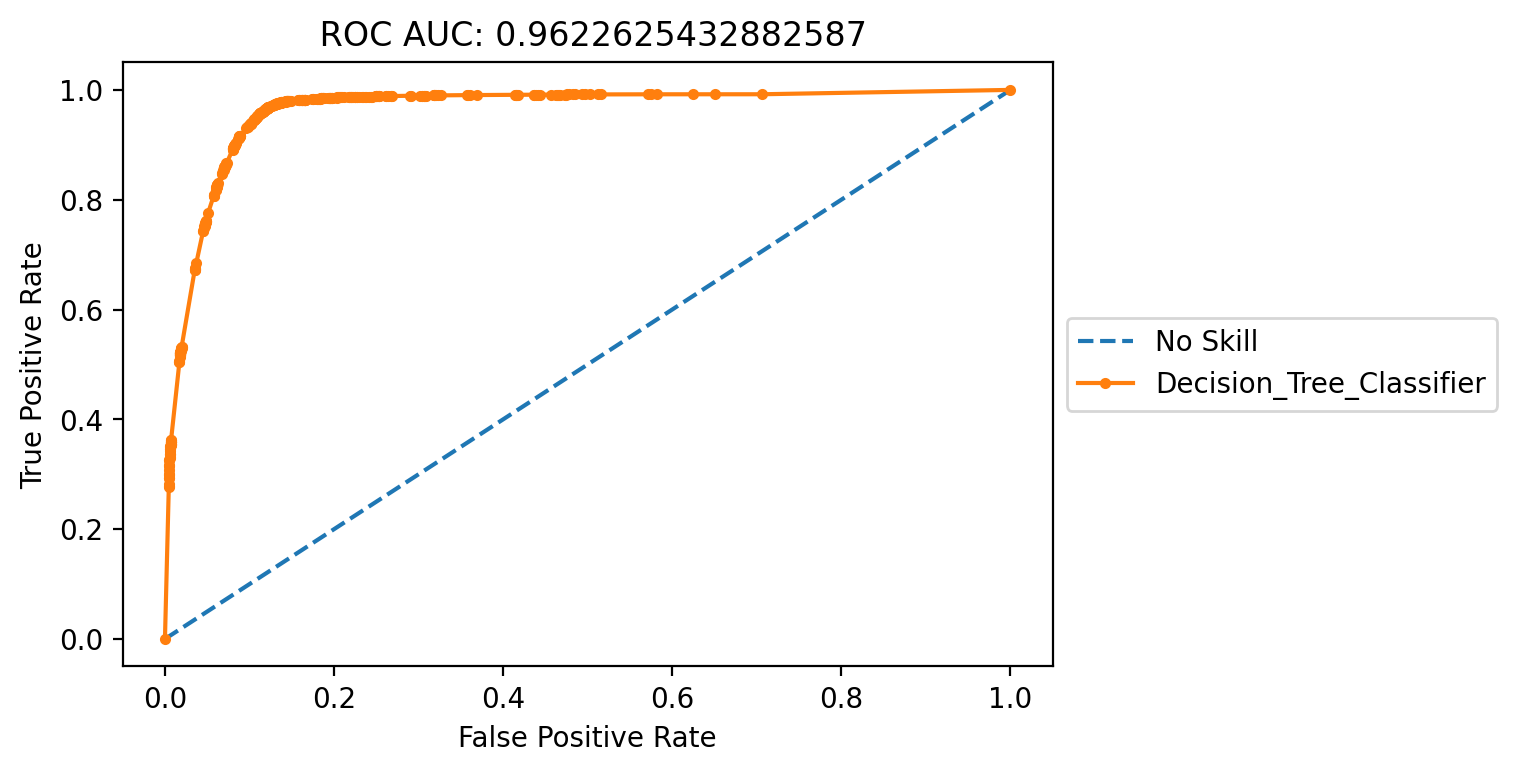 ROC AUC: 0.9622625432882587
1.0
0.8
0.6
0.4
0.2
0.0
True Positive Rate
0.0 0.2 0.4 0.6 0.8 1.0
False Positive Rate
No Skill
Decision_Tree_Classifier